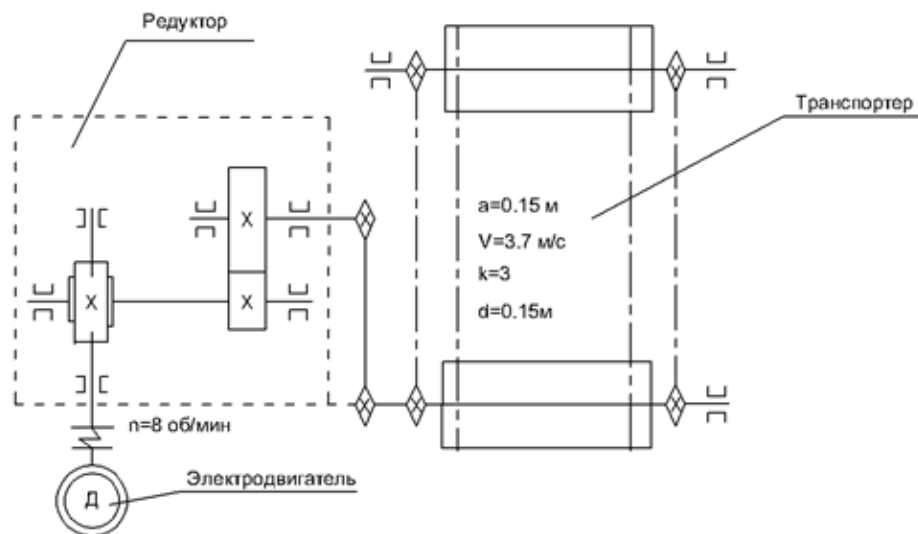 Редуктор
Транспортер
a=0.15 м
V=3.7 м/с
k=3
d=0.15м
n=8 об/мин
Электродвигатель
Д